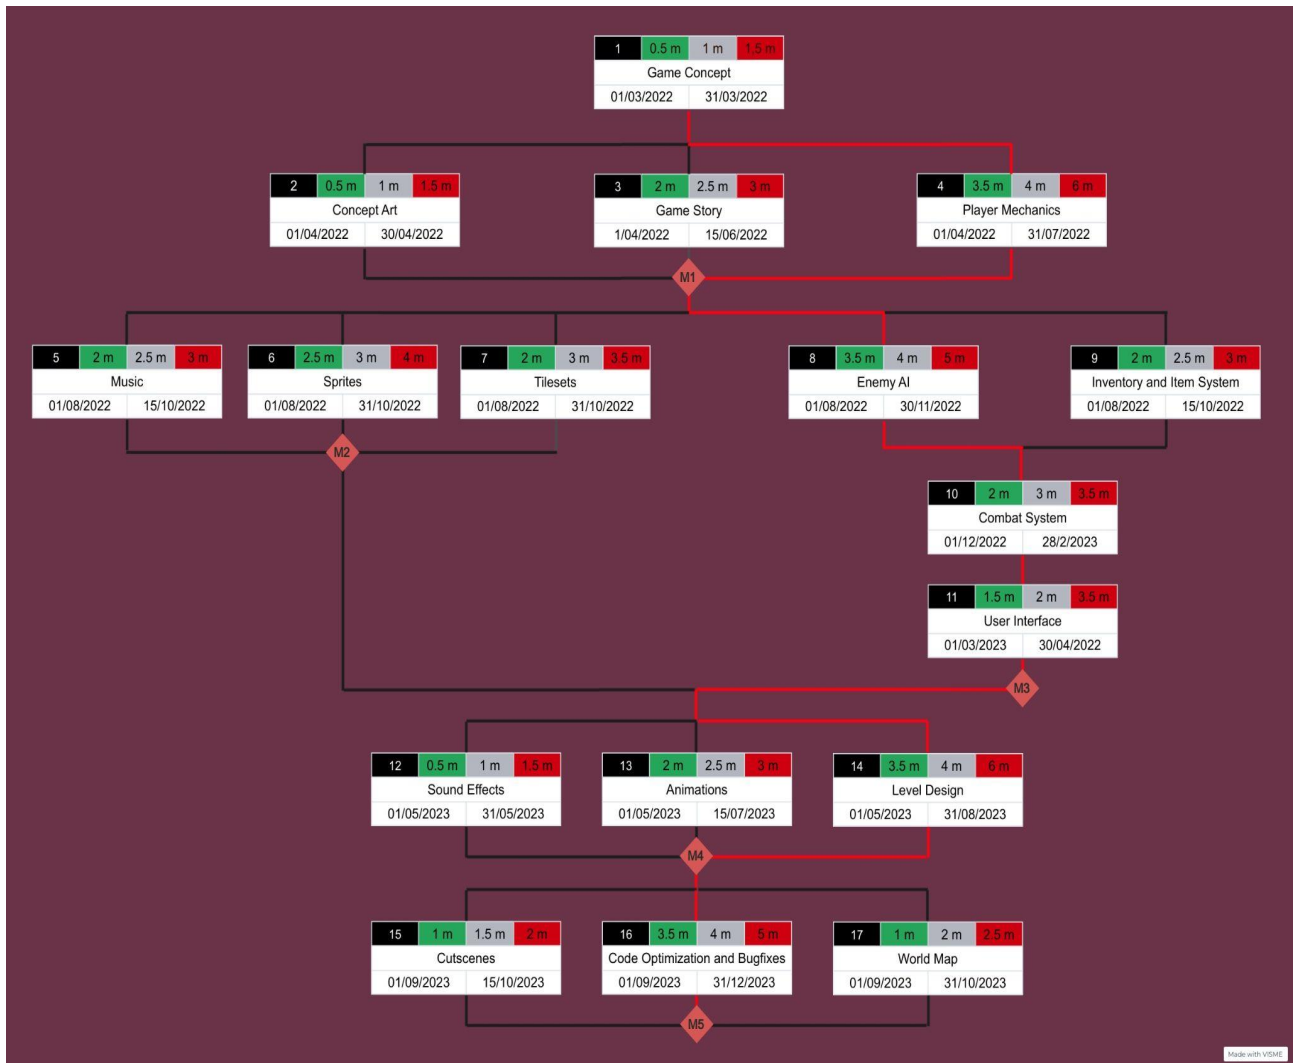 1 0.5 m 1 m 1.5 m
Game Concept
01/03/2022 31/03/2022
2 0.5 m 1 m 1.5 m
Concept Art
01/04/2022 30/04/2022
3 2 m 2.5 m 3 m
Game Story
1/04/2022 15/06/2022
4 3.5 m 4 m 6 m
Player Mechanics
01/04/2022 31/07/2022
M1
5 2 m 2.5 m 3 m
Music
01/08/2022 15/10/2022
6 2.5 m 3 m 4 m
Sprites
01/08/2022 31/10/2022
7 2 m 3 m 3.5 m
Tilesets
01/08/2022 31/10/2022
8 3.5 m 4 m 5 m
Enemy AI
01/08/2022 30/11/2022
9 2 m 2.5 m 3 m
Inventory and Item System
01/08/2022 15/10/2022
M2
10 2 m 3 m 3.5 m
Combat System
01/12/2022 28/2/2023
11 1.5 m 2 m 3.5 m
User Interface
01/03/2023 30/04/2022
M3
12 0.5 m 1 m 1.5 m
Sound Effects
01/05/2023 31/05/2023
13 2 m 2.5 m 3 m
Animations
01/05/2023 15/07/2023
14 3.5 m 4 m 6 m
Level Design
01/05/2023 31/08/2023
M4
15 1 m 1.5 m 2 m
Cutscenes
01/09/2023 15/10/2023
16 3.5 m 4 m 5 m
Code Optimization and Bugfixes
01/09/2023 31/12/2023
17 1 m 2 m 2.5 m
World Map
01/09/2023 31/10/2023
M5
Made with VISME